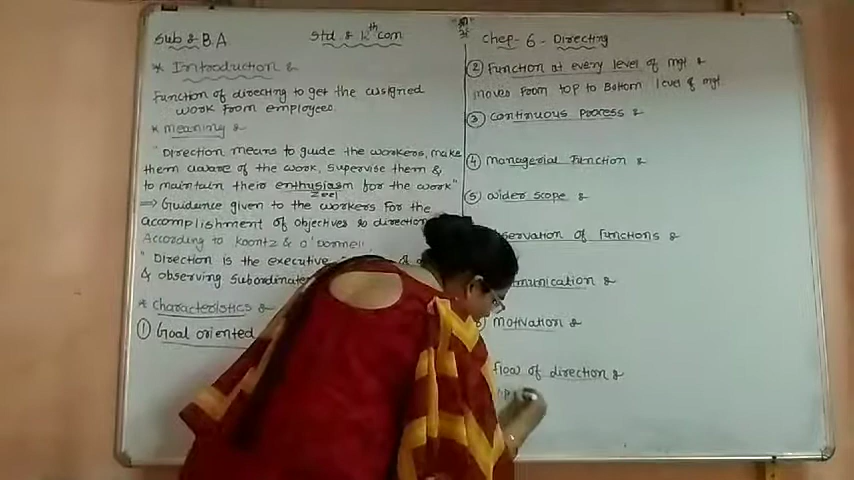 Sub : B.A
Std : 12th com
* Introduction :
Function of directing to get the assigned
work from employees
* Meaning :
"Direction means to guide the workers, make
them aware of the work, supervise them &
to maintain their enthusiasm for the work"
zeel
⇒ Guidance given to the workers for the
accomplishment of objectives is direction
According to Koontz & O'Donnell
"Direction is the executive of
& observing subordinate
* Characteristics :
① Goal oriented
Chep-6 - Directing
② Function at every level of mgt :
moves from top to Bottom level of mgt
③ continuous process :
④ managerial Function :
⑤ wider scope :
observation of Functions :
mmunication :
motivation :
flow of direction :